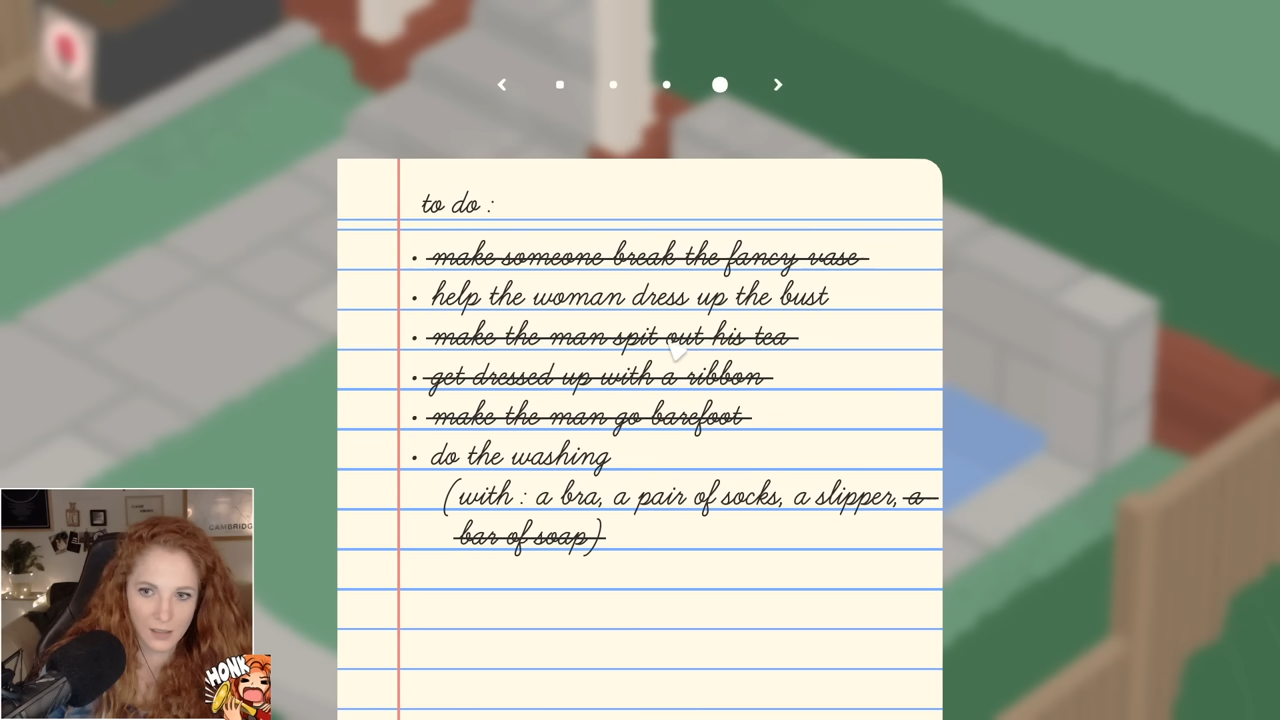 to do :
• make someone break the fancy vase
• help the woman dress up the bust
• make the man spit out his tea
• get dressed up with a ribbon
• make the man go barefoot
• do the washing
(with : a bra, a pair of socks, a slipper, a
bar of soap)
CAMBRIDG
HONK